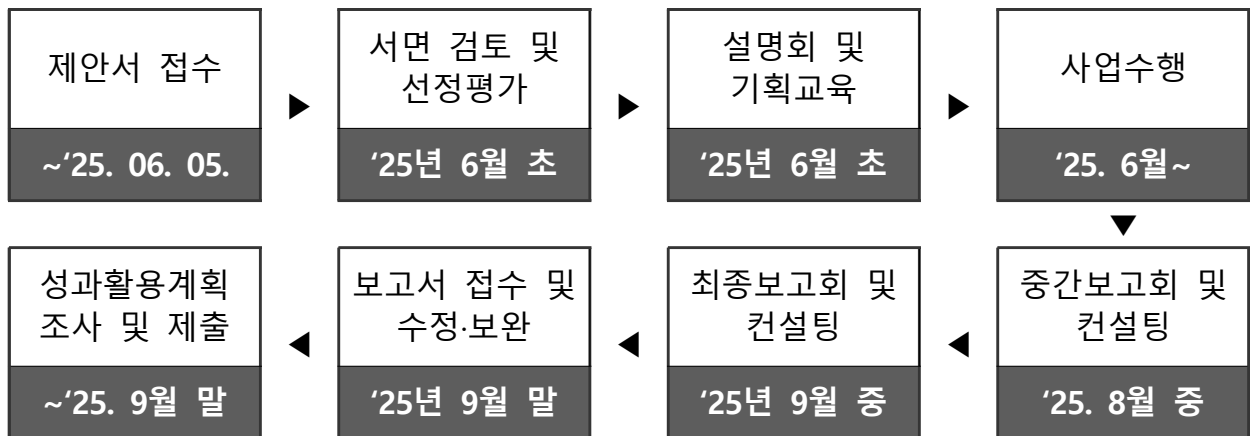 제안서 접수
~‘25. 06. 05.
▶
서면 검토 및
선정평가
‘25년 6월 초
▶
설명회 및
기획교육
‘25년 6월 초
▶
사업수행
‘25. 6월~
▼
중간보고회 및
컨설팅
‘25. 8월 중
◀
최종보고회 및
컨설팅
‘25년 9월 중
◀
보고서 접수 및
수정·보완
‘25년 9월 말
◀
성과활용계획
조사 및 제출
~‘25. 9월 말